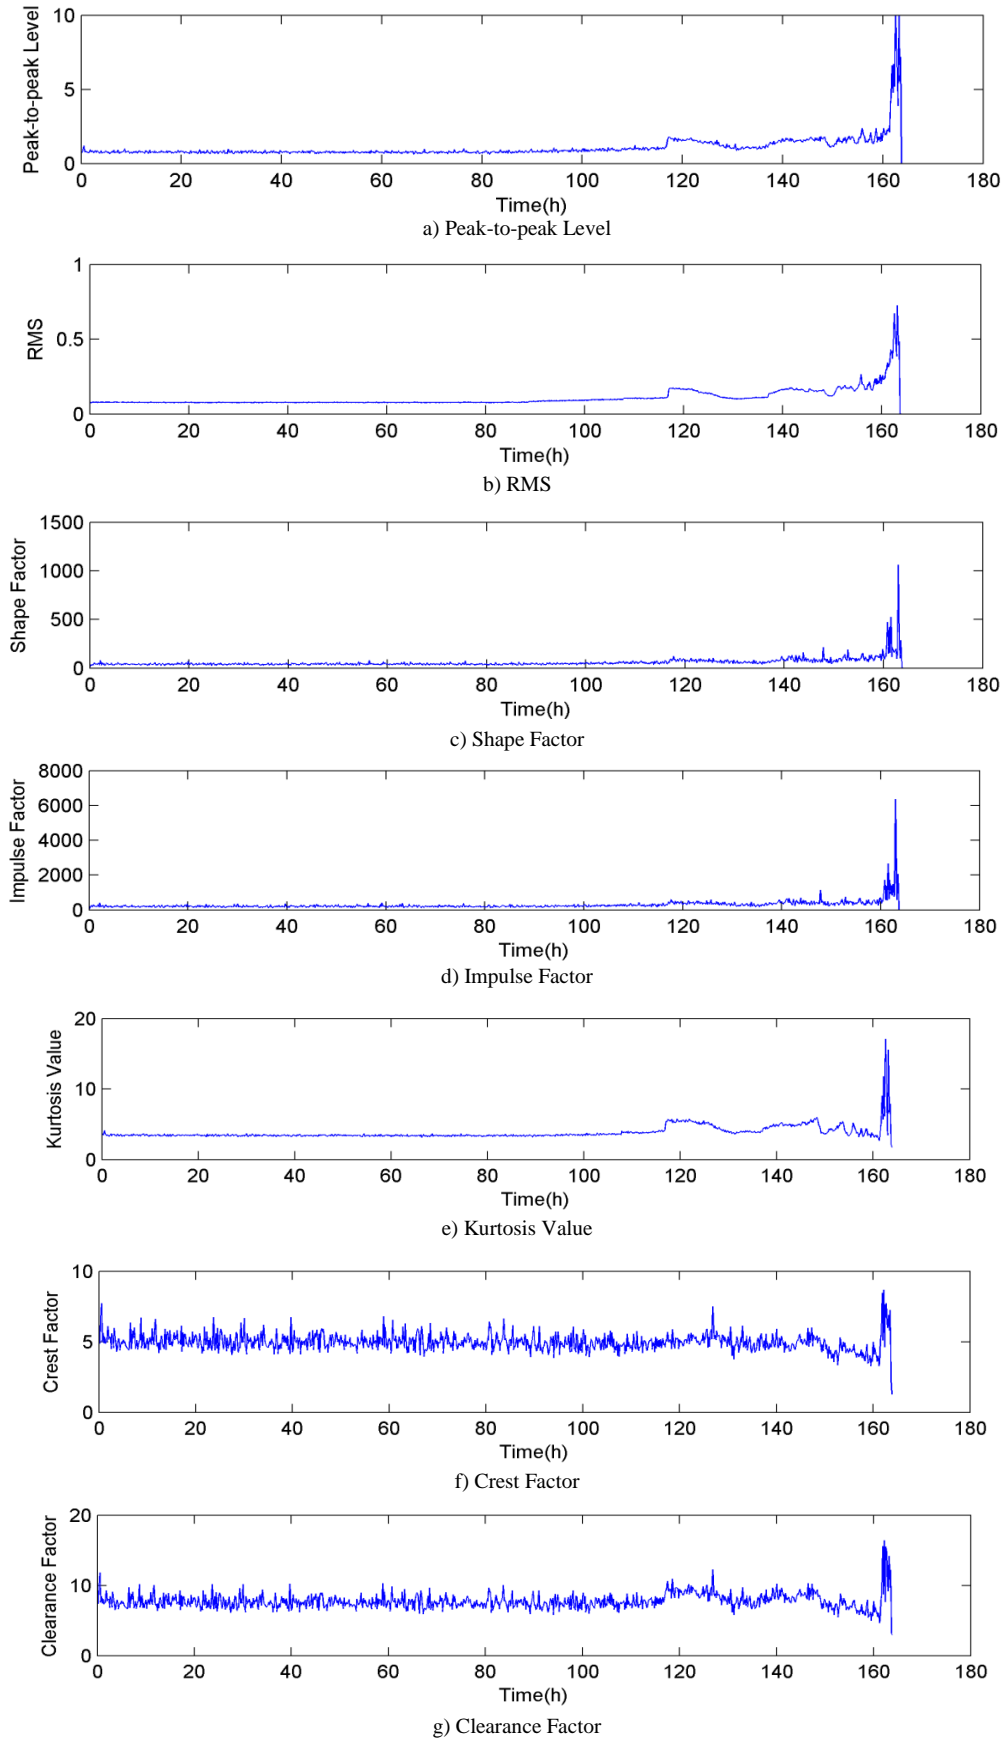 Peak-to-peak Level
10
5
0
0 20 40 60 80 100 120 140 160 180
Time(h)
a) Peak-to-peak Level
RMS
1
0.5
0
0 20 40 60 80 100 120 140 160 180
Time(h)
b) RMS
Shape Factor
1500
1000
500
0
0 20 40 60 80 100 120 140 160 180
Time(h)
c) Shape Factor
Impulse Factor
8000
6000
4000
2000
0
0 20 40 60 80 100 120 140 160 180
Time(h)
d) Impulse Factor
Kurtosis Value
20
10
0
0 20 40 60 80 100 120 140 160 180
Time(h)
e) Kurtosis Value
Crest Factor
10
5
0
0 20 40 60 80 100 120 140 160 180
Time(h)
f) Crest Factor
Clearance Factor
20
10
0
0 20 40 60 80 100 120 140 160 180
Time(h)
g) Clearance Factor